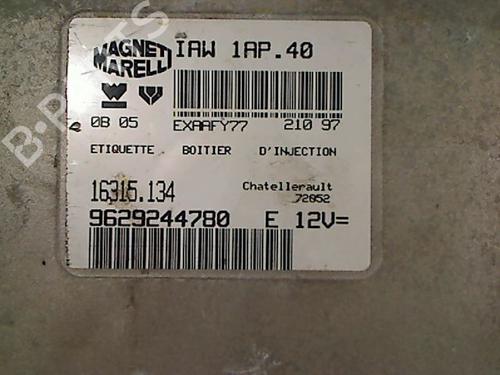 MAGNETI
MARELLI
IAW 1AP.40
0B 05
EXAAFY77
210 97
ETIQUETTE BOITIER D'INJECTION
16315.134
Chatellerault
72052
9629244780 E 12V=
B-PARTS